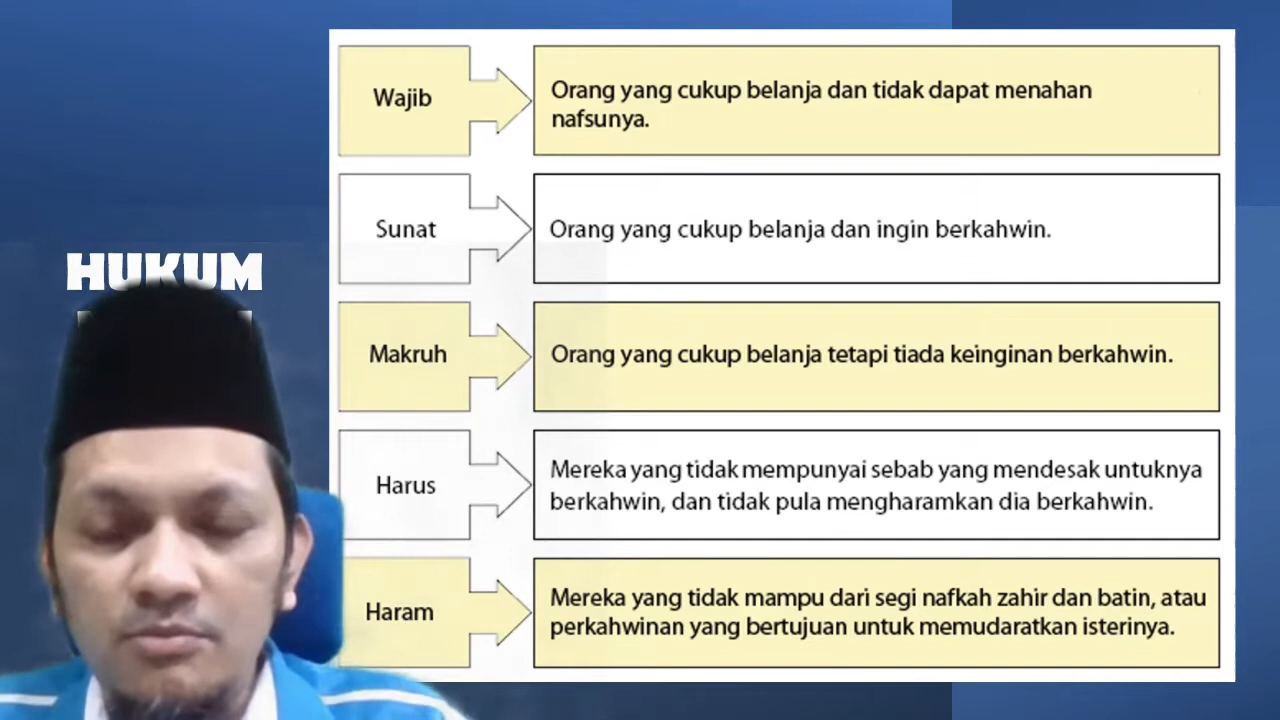 HUKUM
Wajib
Orang yang cukup belanja dan tidak dapat menahan
nafsunya.
Sunat
Orang yang cukup belanja dan ingin berkahwin.
Makruh
Orang yang cukup belanja tetapi tiada keinginan berkahwin.
Harus
Mereka yang tidak mempunyai sebab yang mendesak untuknya
berkahwin, dan tidak pula mengharamkan dia berkahwin.
Haram
Mereka yang tidak mampu dari segi nafkah zahir dan batin, atau
perkahwinan yang bertujuan untuk memudaratkan isterinya.